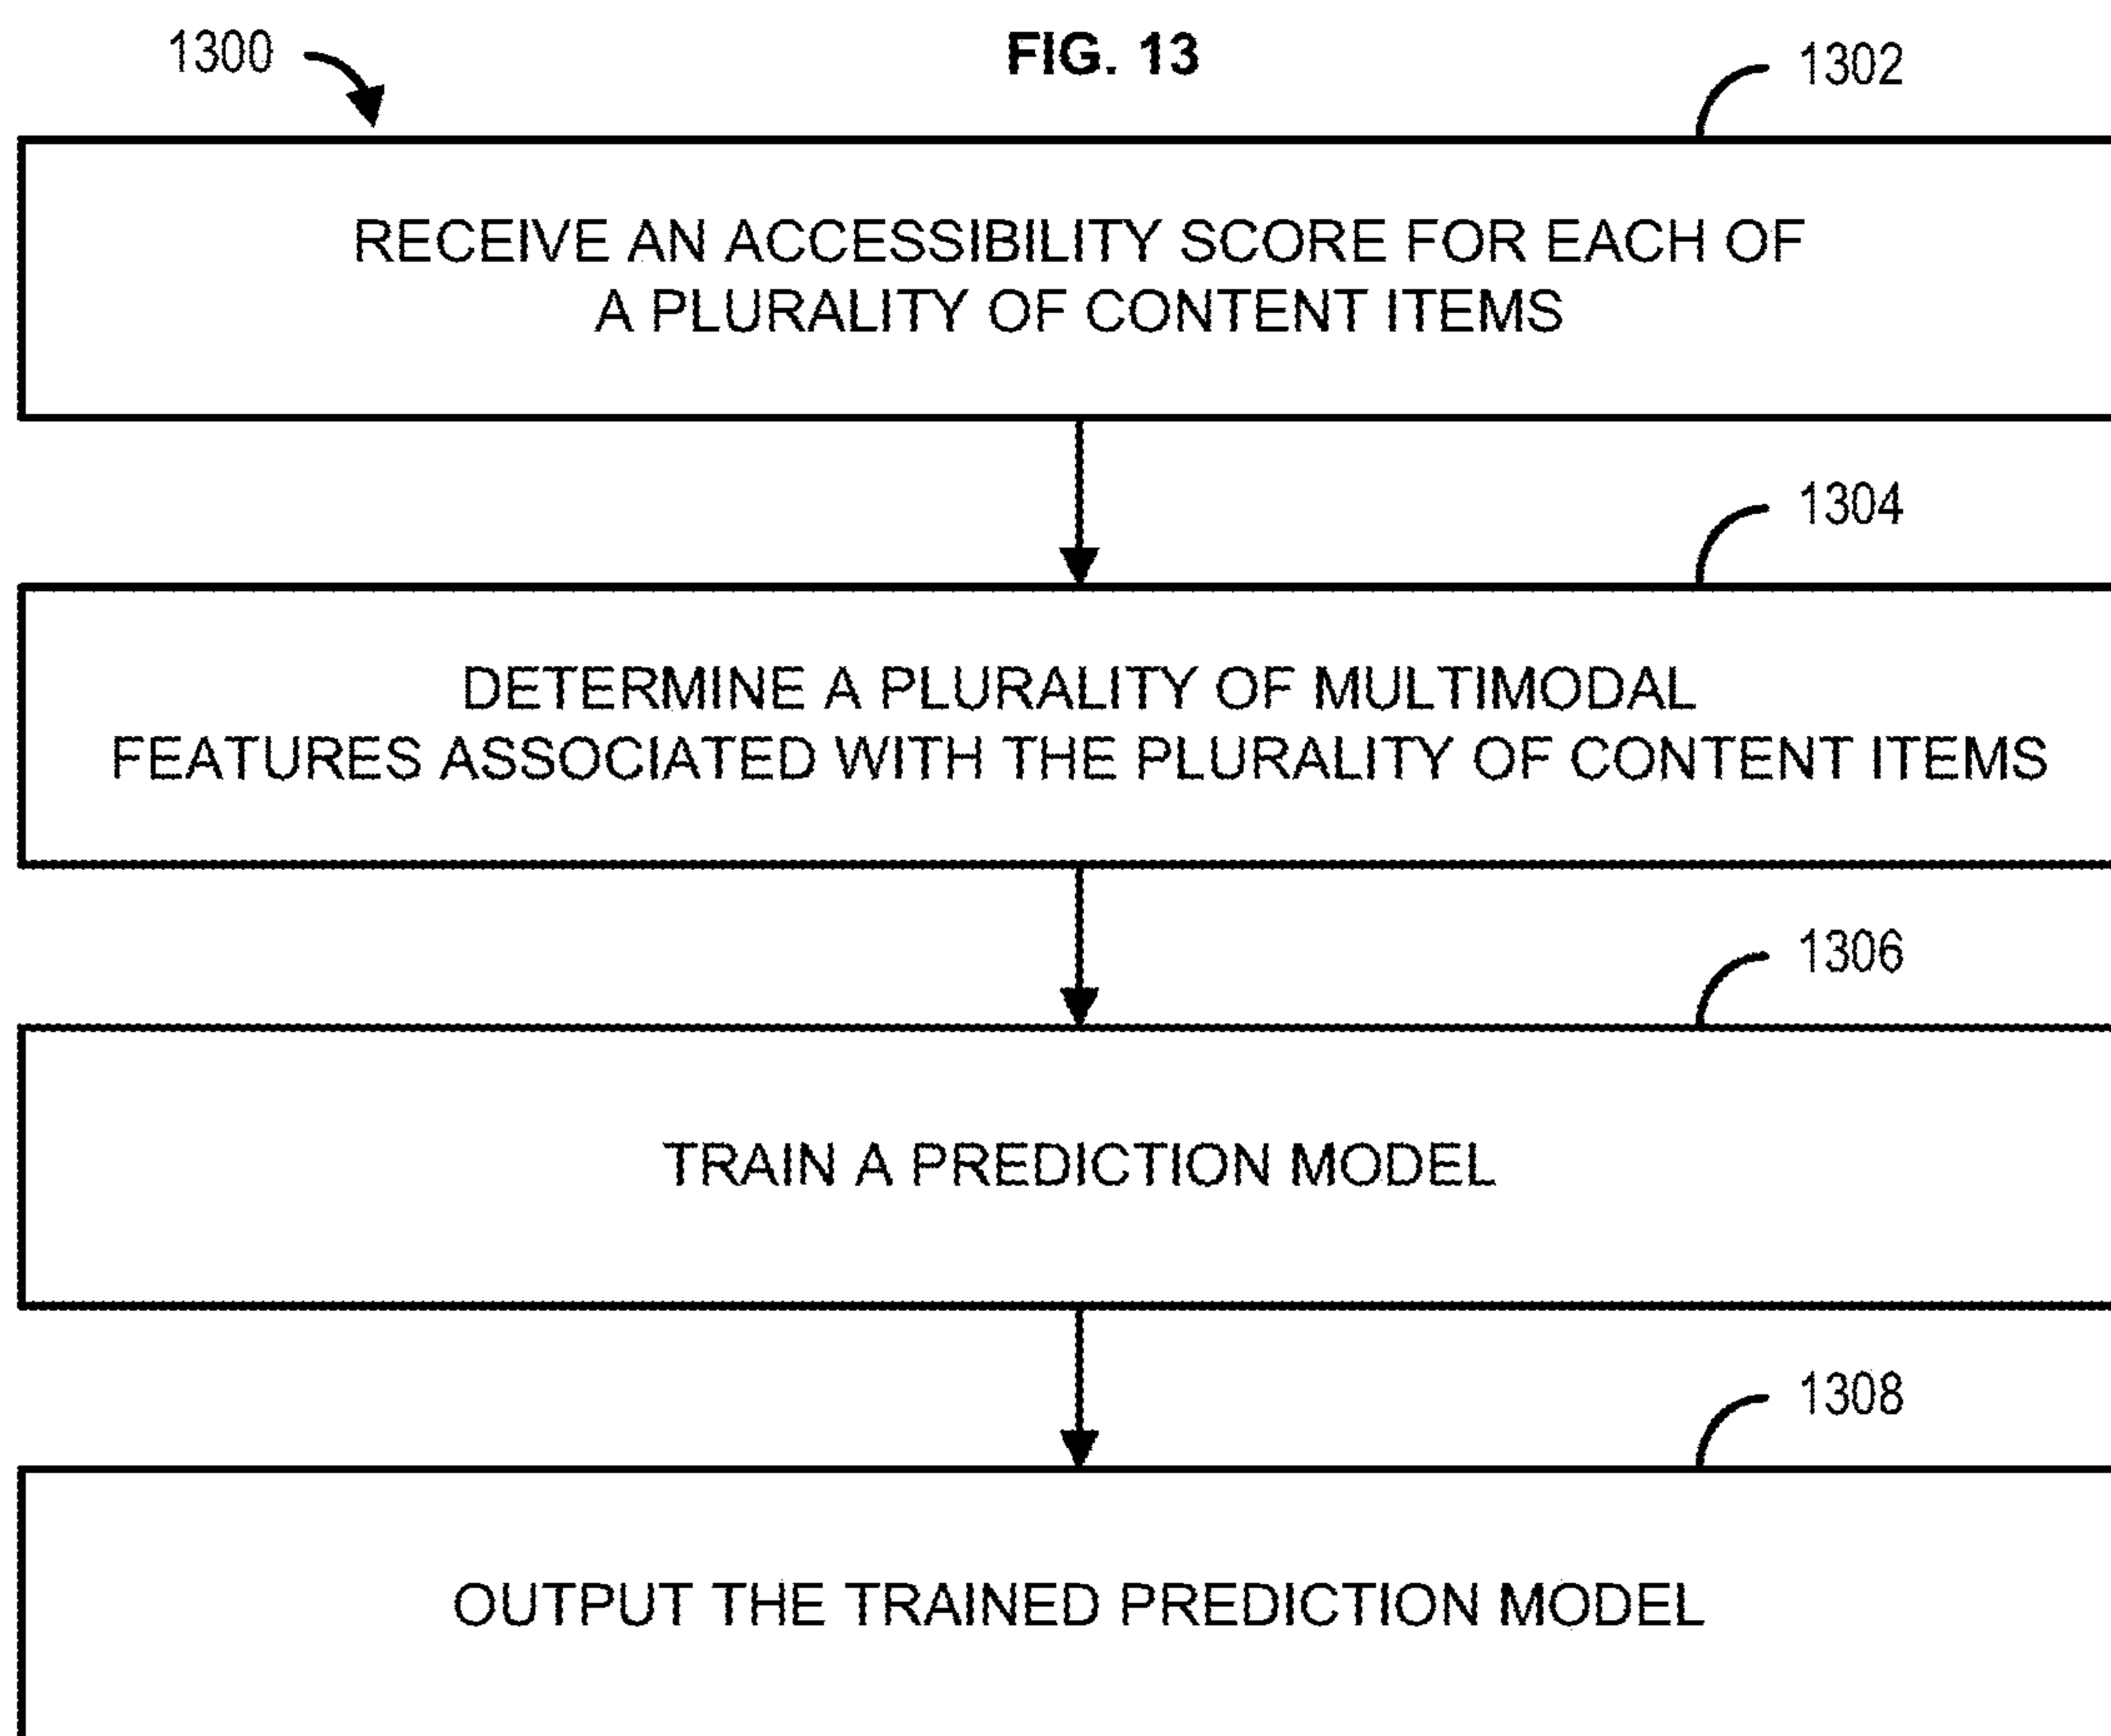 1300
FIG. 13
1302
RECEIVE AN ACCESSIBILITY SCORE FOR EACH OF
A PLURALITY OF CONTENT ITEMS
1304
DETERMINE A PLURALITY OF MULTIMODAL
FEATURES ASSOCIATED WITH THE PLURALITY OF CONTENT ITEMS
1306
TRAIN A PREDICTION MODEL
1308
OUTPUT THE TRAINED PREDICTION MODEL